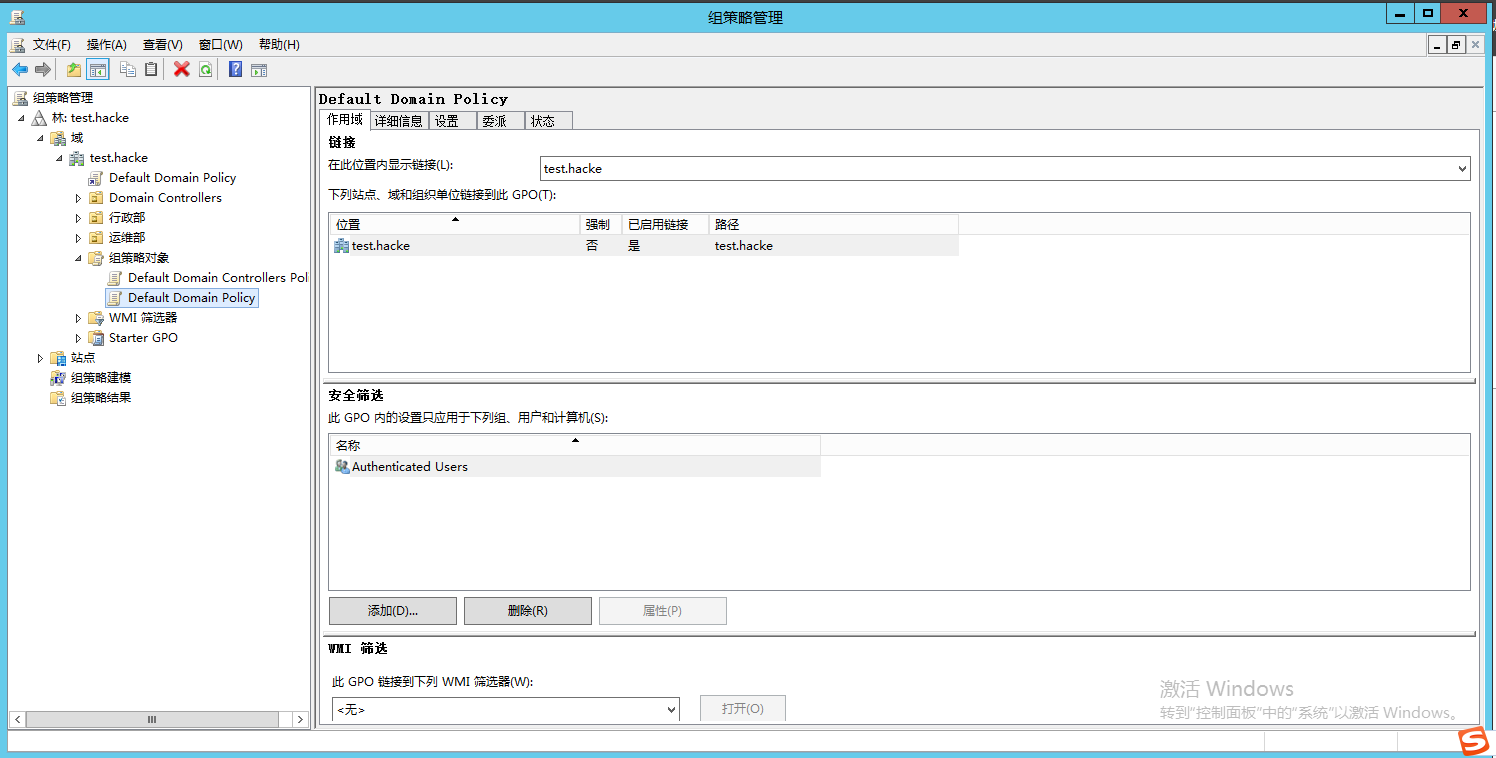 组策略管理
文件(F) 操作(A) 查看(V) 窗口(W) 帮助(H)
组策略管理
林: test.hacke
域
test.hacke
Default Domain Policy
Domain Controllers
行政部
运维部
组策略对象
Default Domain Controllers Pol
Default Domain Policy
WMI 筛选器
Starter GPO
站点
组策略建模
组策略结果
Default Domain Policy
作用域 详细信息 设置 委派 状态
链接
在此位置内显示链接(L): test.hacke
下列站点、域和组织单位链接到此 GPO(T):
位置 强制 已启用链接 路径
test.hacke 否 是 test.hacke
安全筛选
此 GPO 内的设置只应用于下列组、用户和计算机(S):
名称
Authenticated Users
添加(D)... 删除(R) 属性(P)
WMI 筛选
此 GPO 链接到下列 WMI 筛选器(W):
<无> 打开(O)
激活 Windows
转到"控制面板"中的"系统"以激活 Windows。